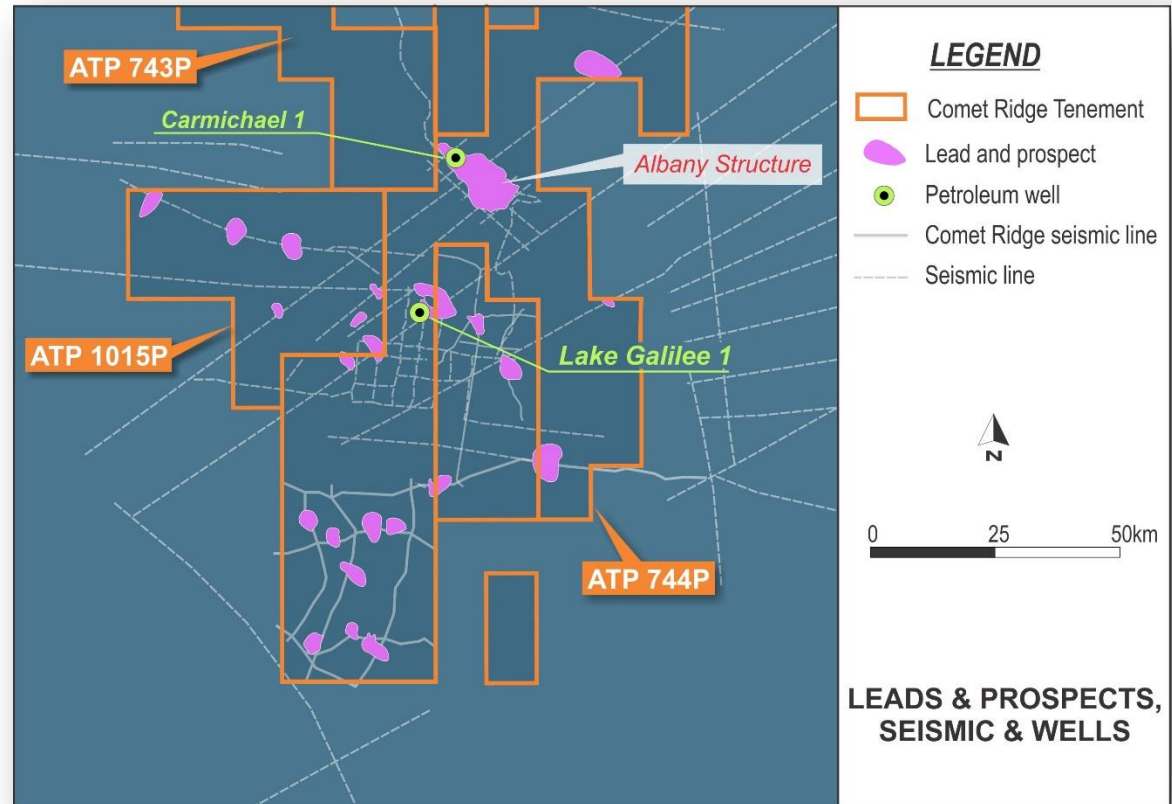 ATP 743P
Carmichael 1
Albany Structure
ATP 1015P
Lake Galilee 1
ATP 744P
LEGEND
Comet Ridge Tenement
Lead and prospect
Petroleum well
Comet Ridge seismic line
Seismic line
N
0 25 50km
LEADS & PROSPECTS,
SEISMIC & WELLS